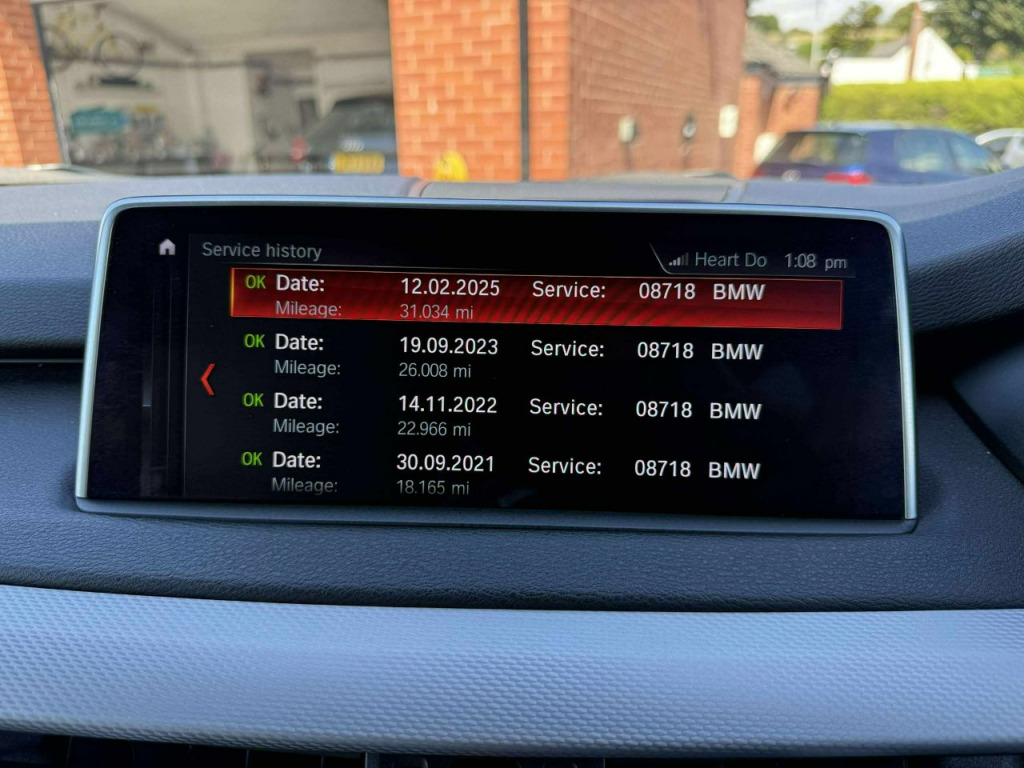 Service history
Heart Do 1:08 pm
OK Date: 12.02.2025 Service: 08718 BMW
Mileage: 31.034 mi
OK Date: 19.09.2023 Service: 08718 BMW
Mileage: 26.008 mi
OK Date: 14.11.2022 Service: 08718 BMW
Mileage: 22.966 mi
OK Date: 30.09.2021 Service: 08718 BMW
Mileage: 18.165 mi